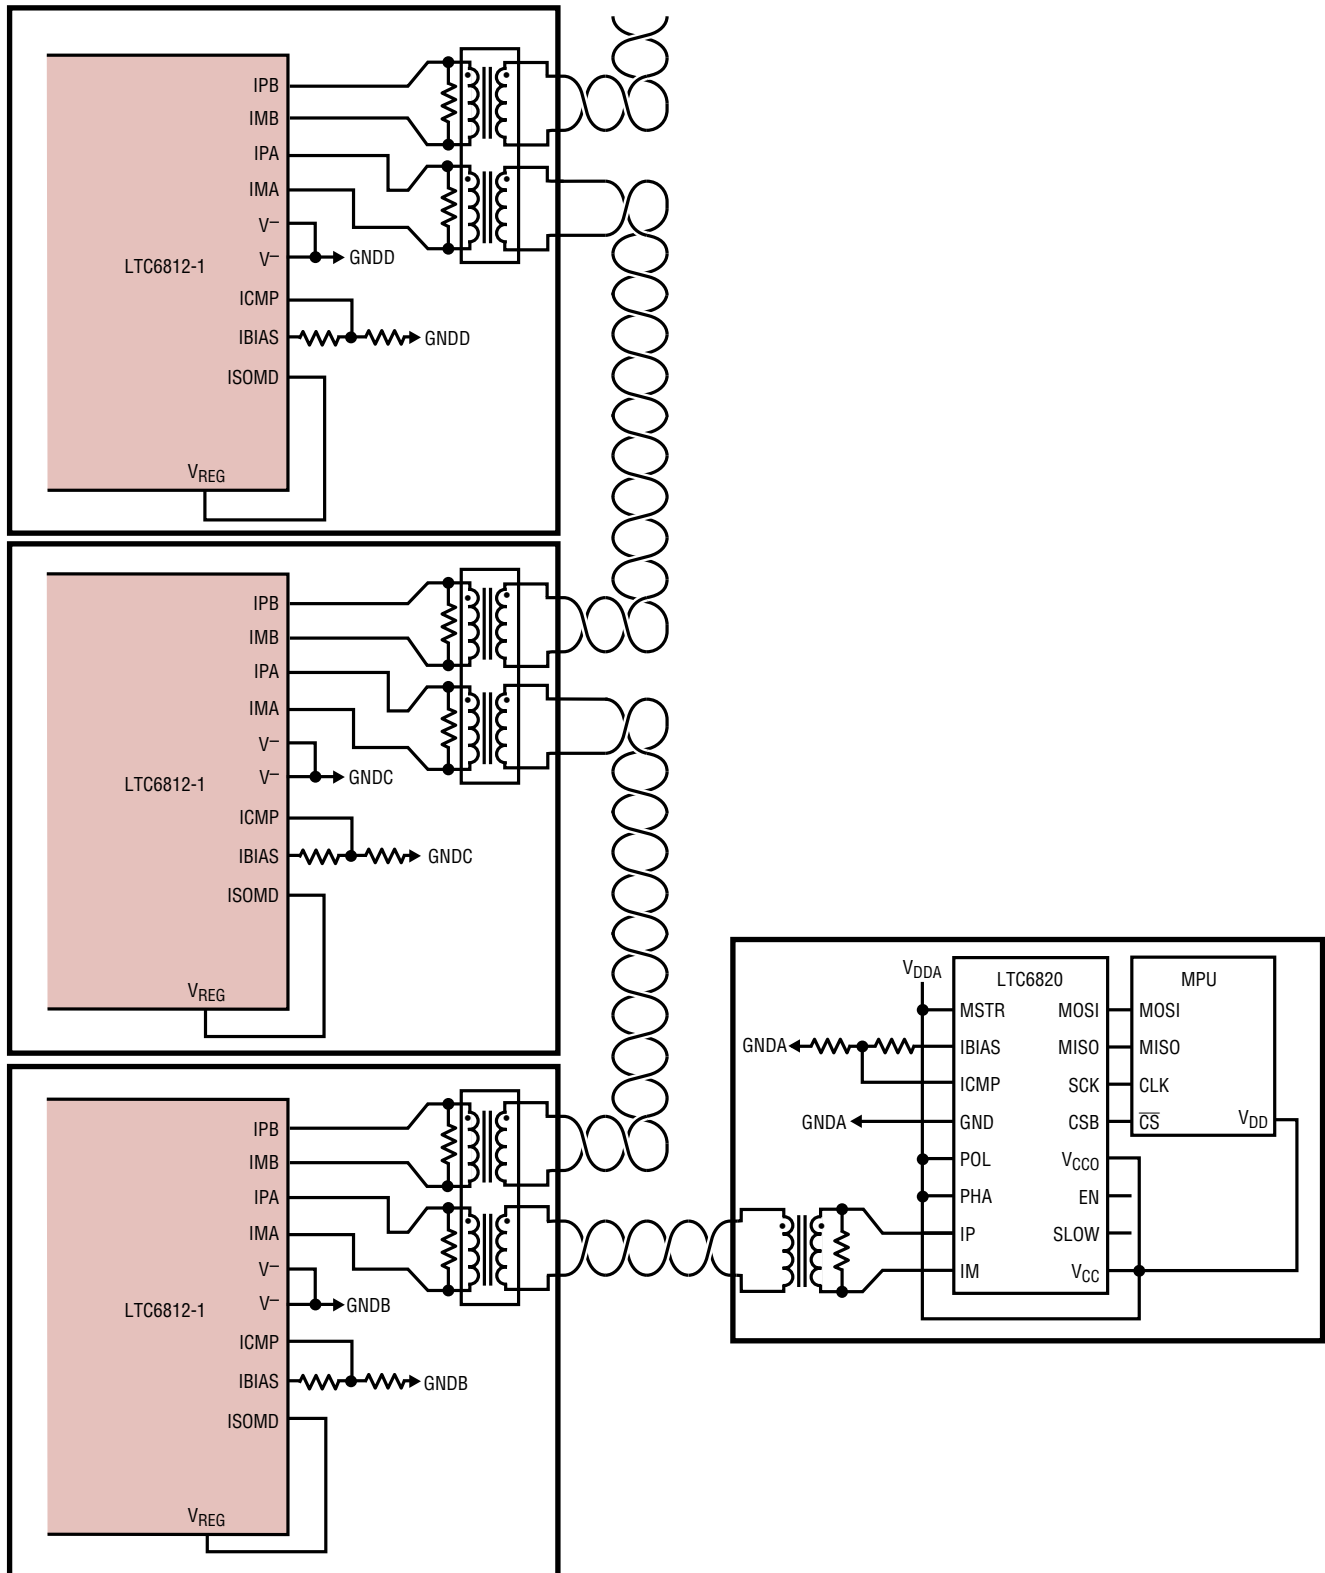 IPB
IMB
IPA
IMA
V–
V–
GNDD
LTC6812-1
ICMP
IBIAS
GNDD
ISOMD
VREG
IPB
IMB
IPA
IMA
V–
V–
GNDC
LTC6812-1
ICMP
IBIAS
GNDC
ISOMD
VREG
IPB
IMB
IPA
IMA
V–
V–
GNDB
LTC6812-1
ICMP
IBIAS
GNDB
ISOMD
VREG
VDDA
LTC6820
MPU
MSTR
MOSI
MOSI
GNDA
IBIAS
MISO
MISO
ICMP
SCK
CLK
GNDA
GND
CSB
CS
VDD
POL
VCCO
PHA
EN
IP
SLOW
IM
VCC